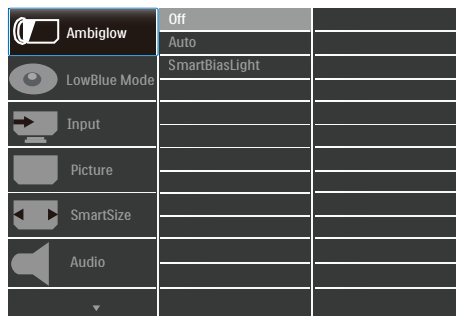 Ambiglow
Off
Auto
LowBlue Mode
SmartBiasLight
Input
Picture
SmartSize
Audio